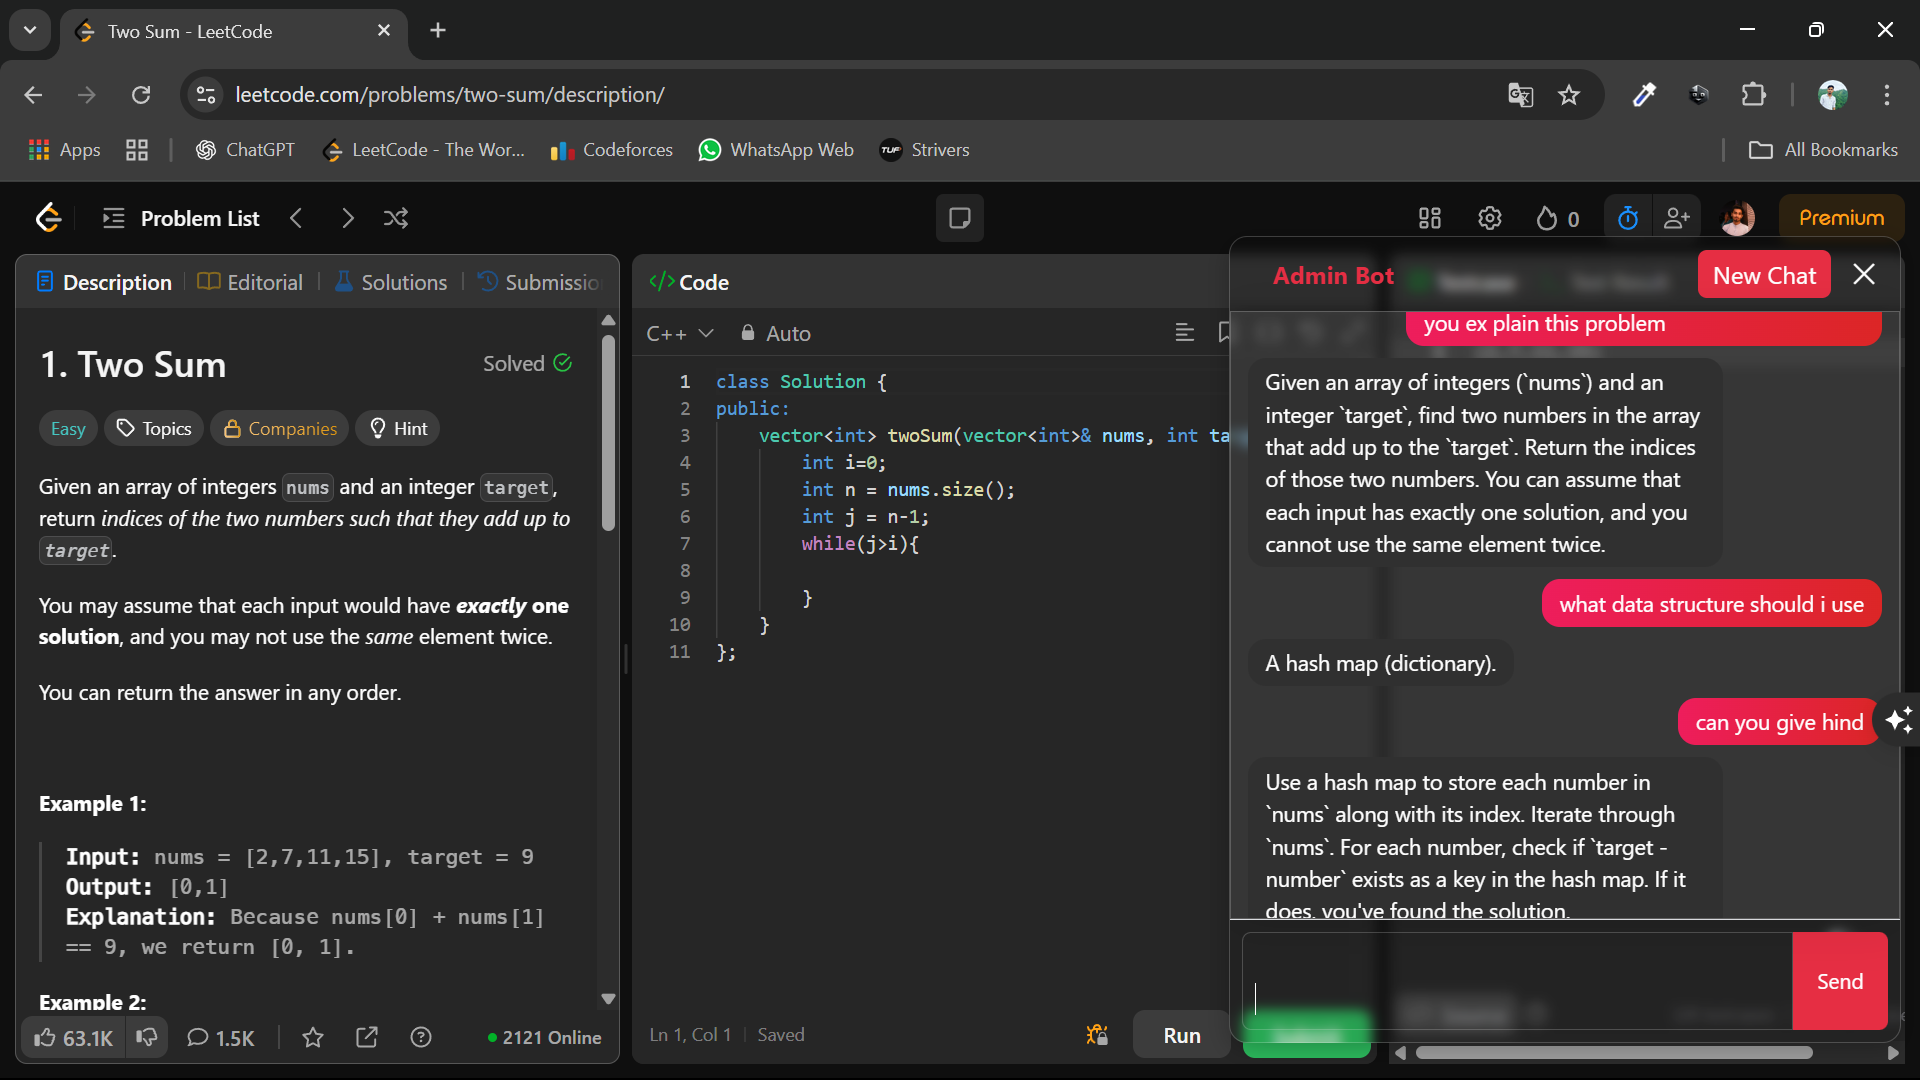 Two Sum - LeetCode
leetcode.com/problems/two-sum/description/
Apps
ChatGPT
LeetCode - The Wor...
Codeforces
WhatsApp Web
TUF Strivers
All Bookmarks
Problem List
0
Premium
Description
Editorial
Solutions
Submissio
1. Two Sum
Solved
Easy
Topics
Companies
Hint
Given an array of integers nums and an integer target,
return indices of the two numbers such that they add up to
target.
You may assume that each input would have exactly one
solution, and you may not use the same element twice.
You can return the answer in any order.
Example 1:
Input: nums = [2,7,11,15], target = 9
Output: [0,1]
Explanation: Because nums[0] + nums[1]
== 9, we return [0, 1].
Example 2:
63.1K
1.5K
2121 Online
</> Code
C++
Auto
1 class Solution {
2 public:
3 vector<int> twoSum(vector<int>& nums, int ta
4 int i=0;
5 int n = nums.size();
6 int j = n-1;
7 while(j>i){
8
9 }
10 }
11 };
Ln 1, Col 1
Saved
Run
Admin Bot
New Chat
you ex plain this problem
Given an array of integers (`nums`) and an
integer `target`, find two numbers in the array
that add up to the `target`. Return the indices
of those two numbers. You can assume that
each input has exactly one solution, and you
cannot use the same element twice.
what data structure should i use
A hash map (dictionary).
can you give hind
Use a hash map to store each number in
`nums` along with its index. Iterate through
`nums`. For each number, check if `target -
number` exists as a key in the hash map. If it
does, you've found the solution.
Send